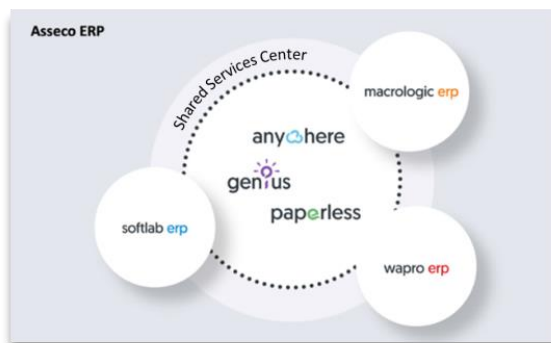 Asseco ERP
Shared Services Center
macrologic erp
anywhere
genius
paperless
softlab erp
wapro erp